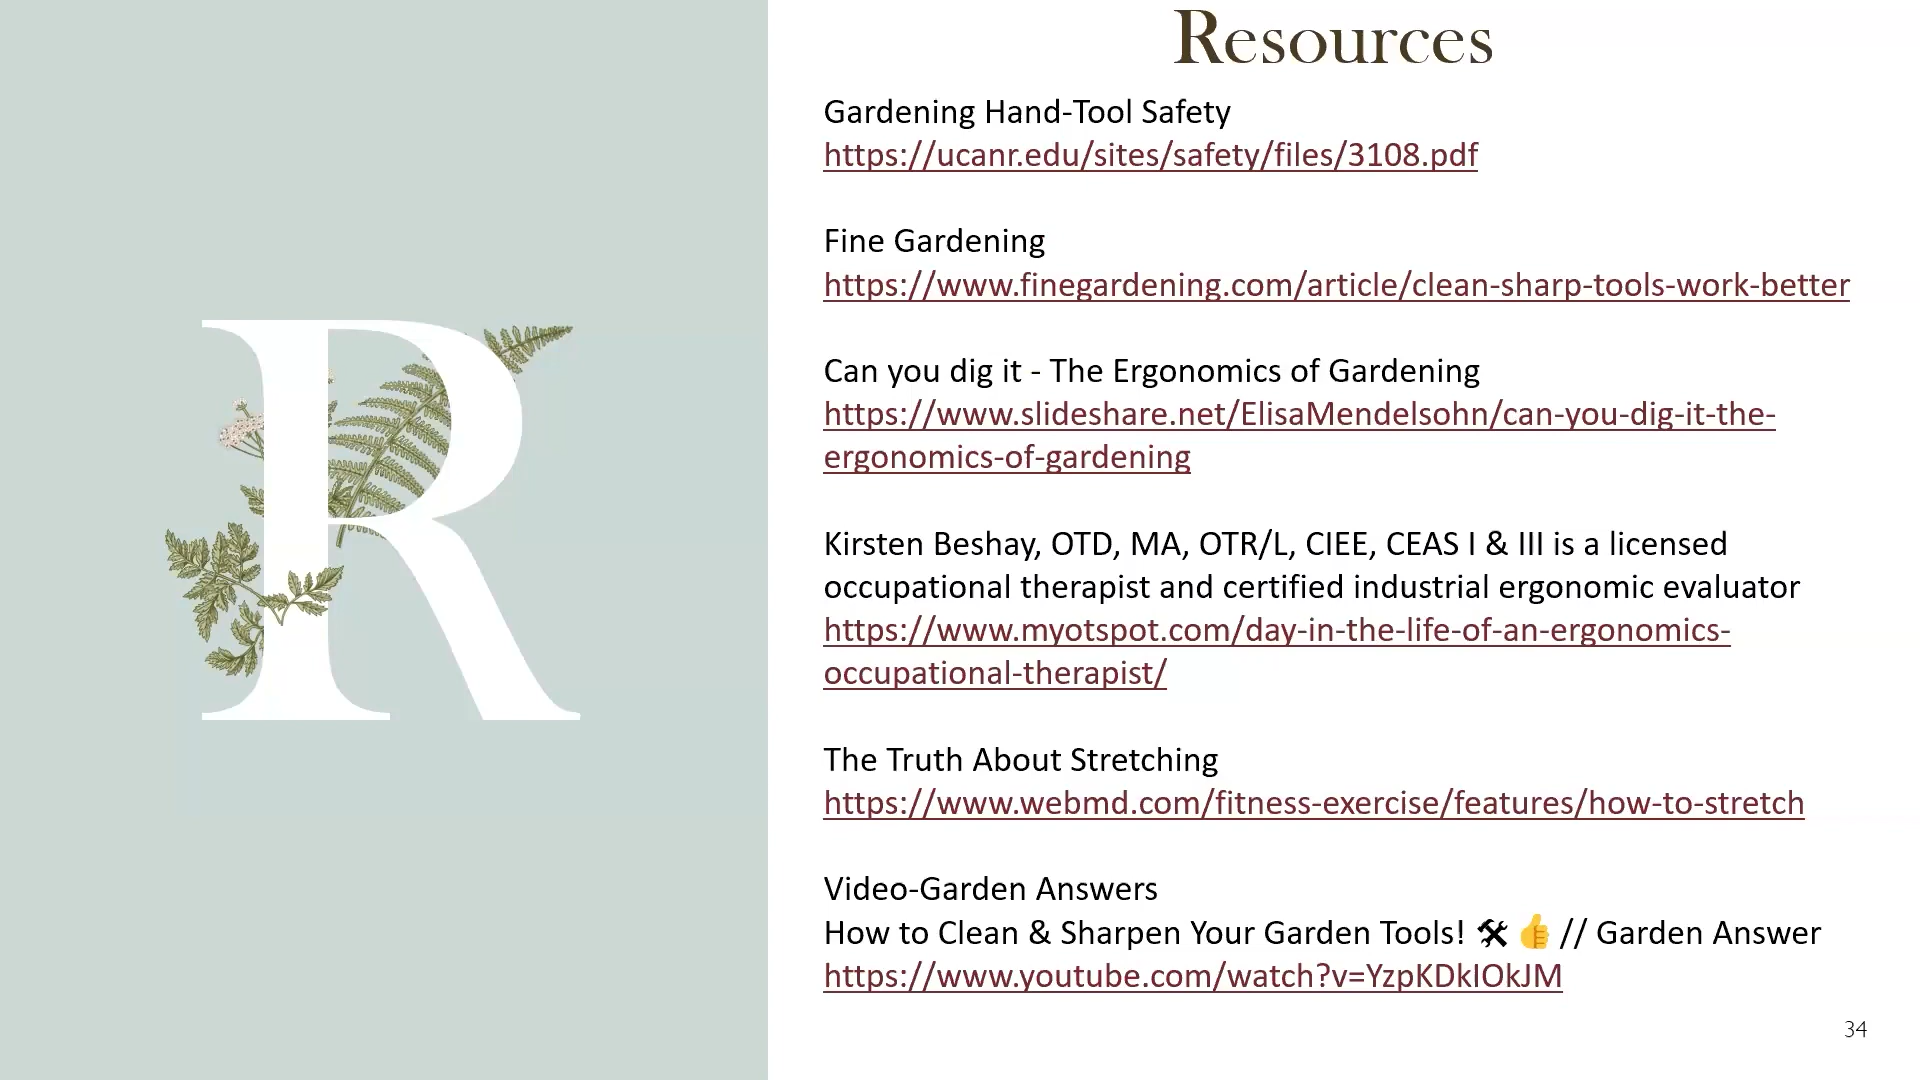 Resources
Gardening Hand-Tool Safety
https://ucanr.edu/sites/safety/files/3108.pdf
Fine Gardening
https://www.finegardening.com/article/clean-sharp-tools-work-better
Can you dig it - The Ergonomics of Gardening
https://www.slideshare.net/ElisaMendelsohn/can-you-dig-it-the-
ergonomics-of-gardening
Kirsten Beshay, OTD, MA, OTR/L, CIEE, CEAS I & III is a licensed
occupational therapist and certified industrial ergonomic evaluator
https://www.myotspot.com/day-in-the-life-of-an-ergonomics-
occupational-therapist/
The Truth About Stretching
https://www.webmd.com/fitness-exercise/features/how-to-stretch
Video-Garden Answers
How to Clean & Sharpen Your Garden Tools! 🛠 👍 // Garden Answer
https://www.youtube.com/watch?v=YzpKDkIOkJM
R
34